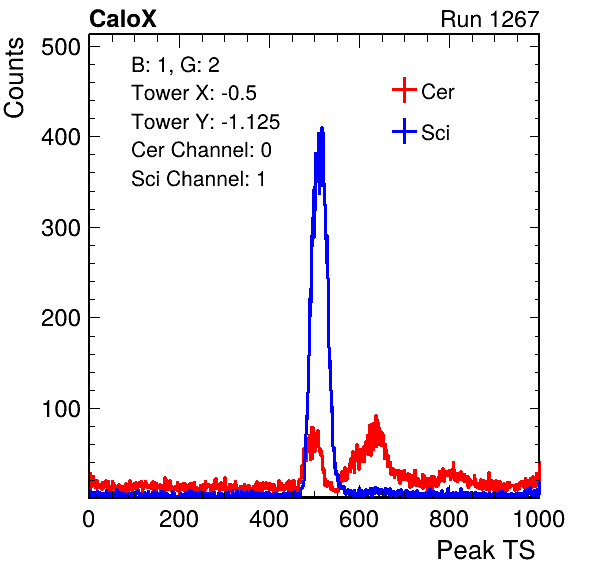 CaloX Run 1267
Counts
500
400
300
200
100
B: 1, G: 2
Tower X: -0.5
Tower Y: -1.125
Cer Channel: 0
Sci Channel: 1
Cer
Sci
0 200 400 600 800 1000
Peak TS